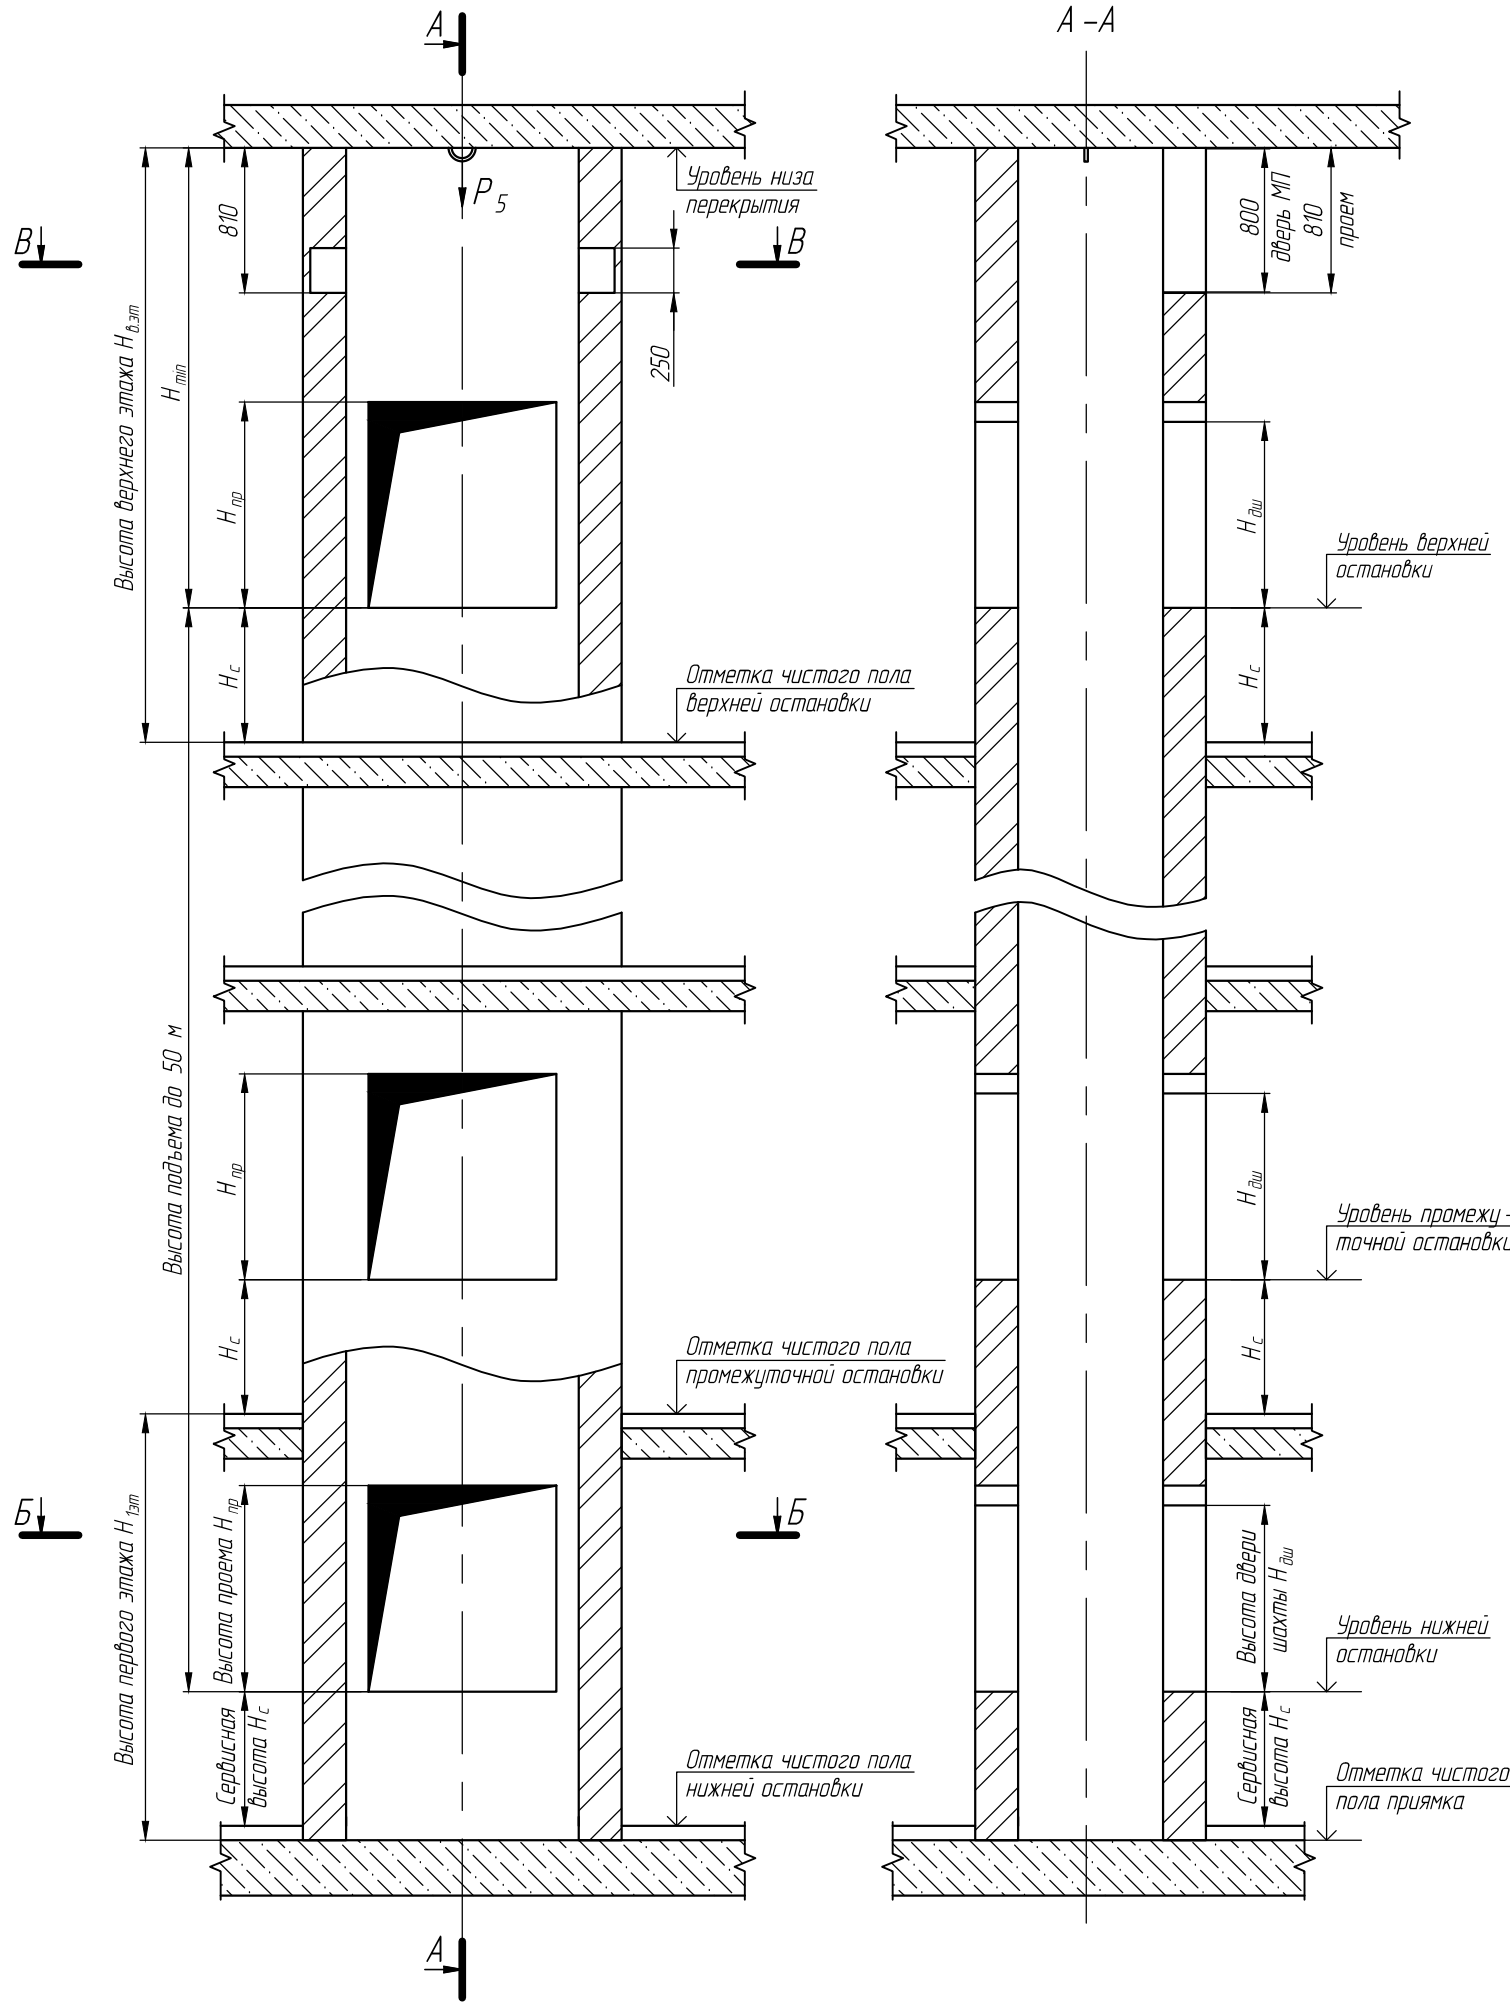 А
А – А
Уровень низа
перекрытия
Р5
810
800
дверь МП
810
проем
В
В
В
250
Высота верхнего этажа Нв.эт
Hmin
Нпр
Ндш
Уровень верхней
остановки
Нс
Нс
Отметка чистого пола
верхней остановки
Высота подъема до 50 м
Нпр
Ндш
Уровень промежу-
точной остановки
Нс
Нс
Отметка чистого пола
промежуточной остановки
Б
Б
Высота первого этажа Н1эт
Высота проема Нпр
Высота двери
шахты Ндш
Уровень нижней
остановки
Сервисная
высота Нс
Сервисная
высота Нс
Отметка чистого пола
нижней остановки
Отметка чистого
пола приямка
А